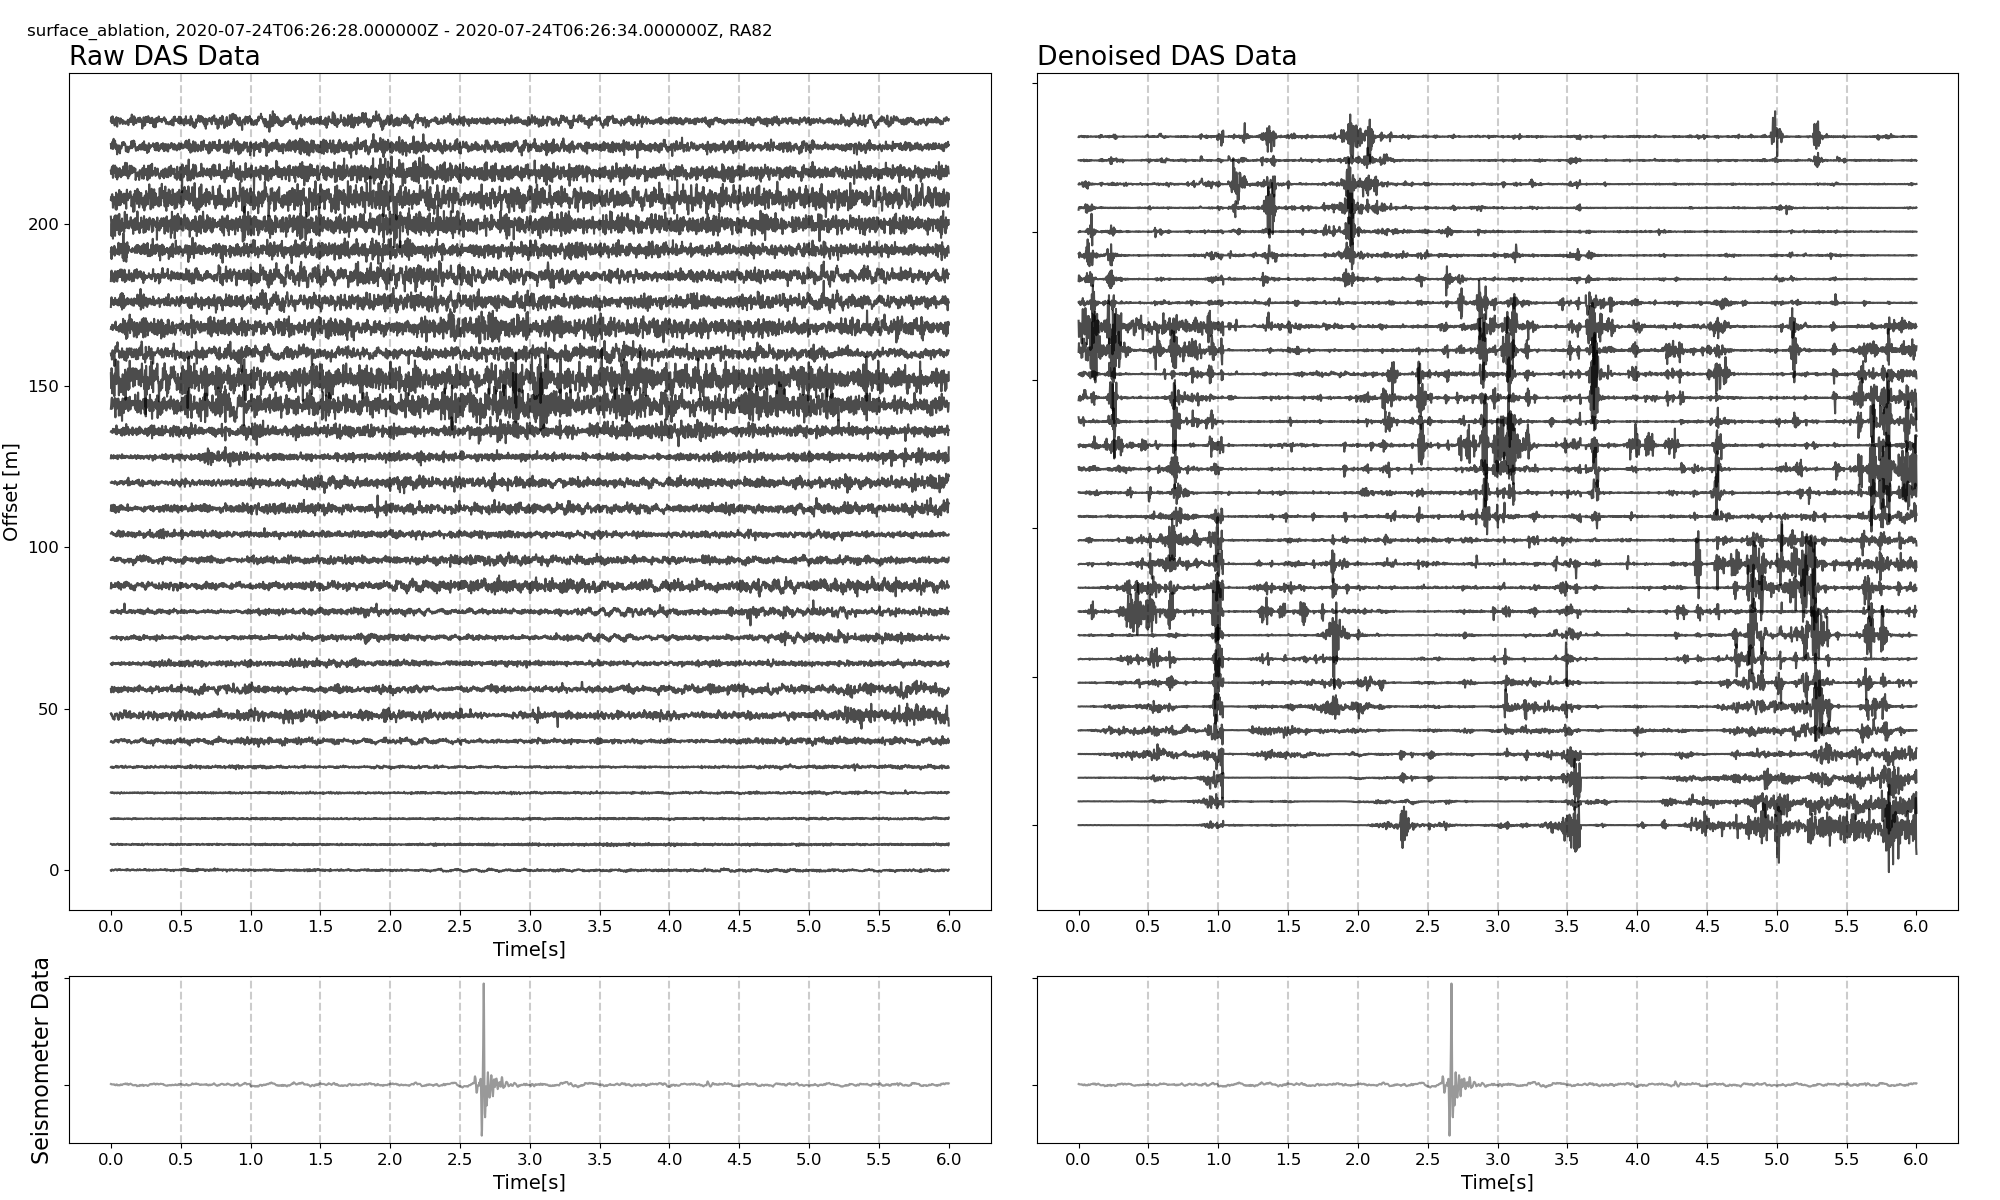 surface_ablation, 2020-07-24T06:26:28.000000Z - 2020-07-24T06:26:34.000000Z, RA82
Raw DAS Data
Denoised DAS Data
Offset [m]
200
150
100
50
0
0.0 0.5 1.0 1.5 2.0 2.5 3.0 3.5 4.0 4.5 5.0 5.5 6.0
Time[s]
0.0 0.5 1.0 1.5 2.0 2.5 3.0 3.5 4.0 4.5 5.0 5.5 6.0
Seismometer Data
0.0 0.5 1.0 1.5 2.0 2.5 3.0 3.5 4.0 4.5 5.0 5.5 6.0
Time[s]
0.0 0.5 1.0 1.5 2.0 2.5 3.0 3.5 4.0 4.5 5.0 5.5 6.0
Time[s]